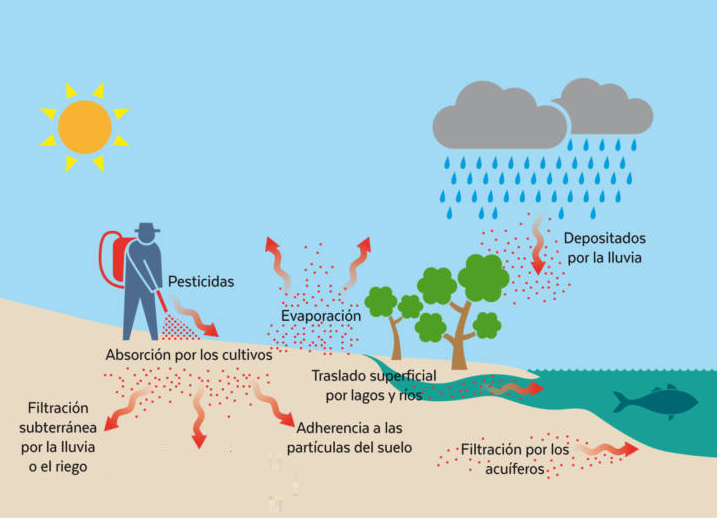 Depositados
por la lluvia
Pesticidas
Evaporación
Absorción por los cultivos
Traslado superficial
por lagos y ríos
Filtración
subterránea
por la lluvia
o el riego
Adherencia a las
partículas del suelo
Filtración por los
acuíferos